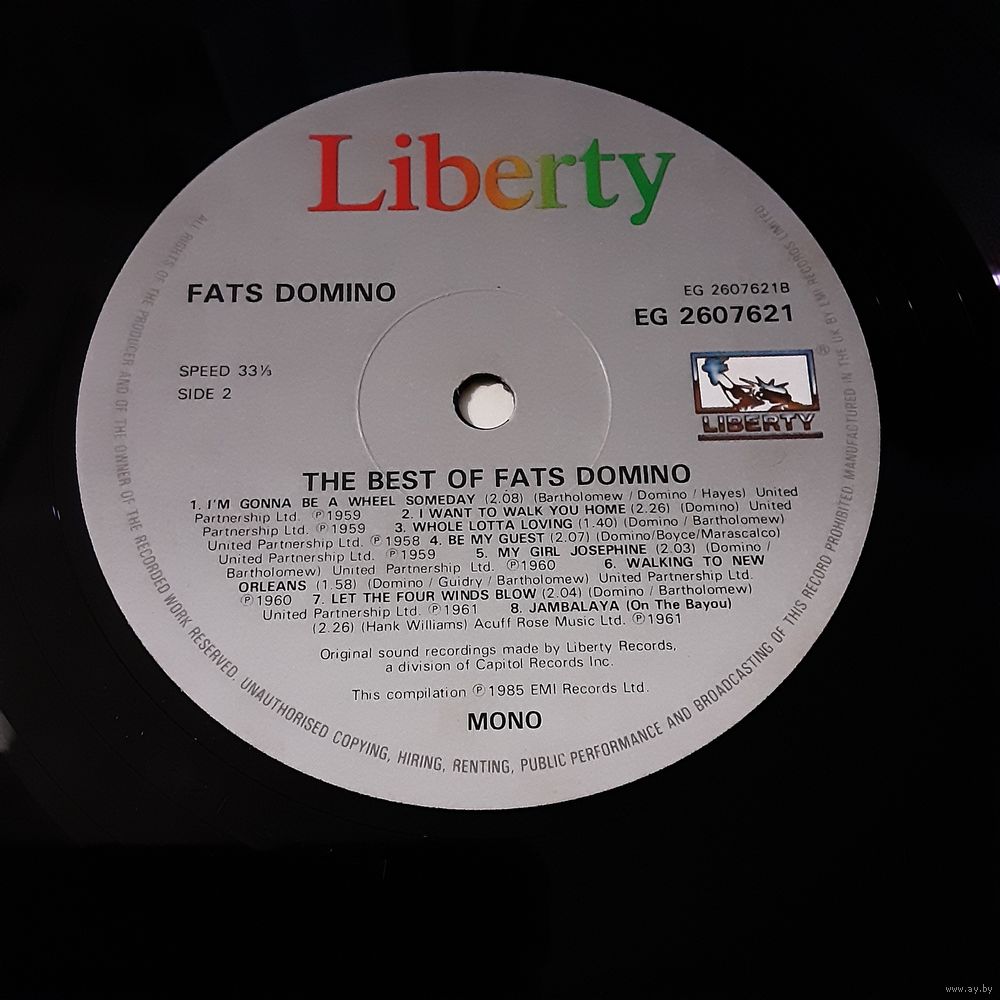 Liberty
FATS DOMINO
EG 2607621B
EG 2607621
SPEED 33⅓
SIDE 2
®
LIBERTY
THE BEST OF FATS DOMINO
1. I'M GONNA BE A WHEEL SOMEDAY (2.08) (Bartholomew / Domino / Hayes) United
Partnership Ltd. ℗1959 2. I WANT TO WALK YOU HOME (2.26) (Domino) United
Partnership Ltd. ℗1959 3. WHOLE LOTTA LOVING (1.40) (Domino / Bartholomew)
United Partnership Ltd. ℗1958 4. BE MY GUEST (2.07) (Domino/Boyce/Marascalco)
United Partnership Ltd. ℗1959 5. MY GIRL JOSEPHINE (2.03) (Domino /
Bartholomew) United Partnership Ltd. ℗1960 6. WALKING TO NEW
ORLEANS (1.58) (Domino / Guidry / Bartholomew) United Partnership Ltd.
℗1960 7. LET THE FOUR WINDS BLOW (2.04) (Domino / Bartholomew)
United Partnership Ltd. ℗1961 8. JAMBALAYA (On The Bayou)
(2.26) (Hank Williams) Acuff Rose Music Ltd. ℗1961
Original sound recordings made by Liberty Records,
a division of Capitol Records Inc.
This compilation ℗1985 EMI Records Ltd.
MONO
ALL RIGHTS OF THE PRODUCER AND OF THE OWNER OF THE RECORDED WORK RESERVED. UNAUTHORISED COPYING, HIRING, RENTING, PUBLIC PERFORMANCE AND BROADCASTING OF THIS RECORD PROHIBITED. MANUFACTURED IN THE UK BY EMI RECORDS LIMITED
www.ay.by